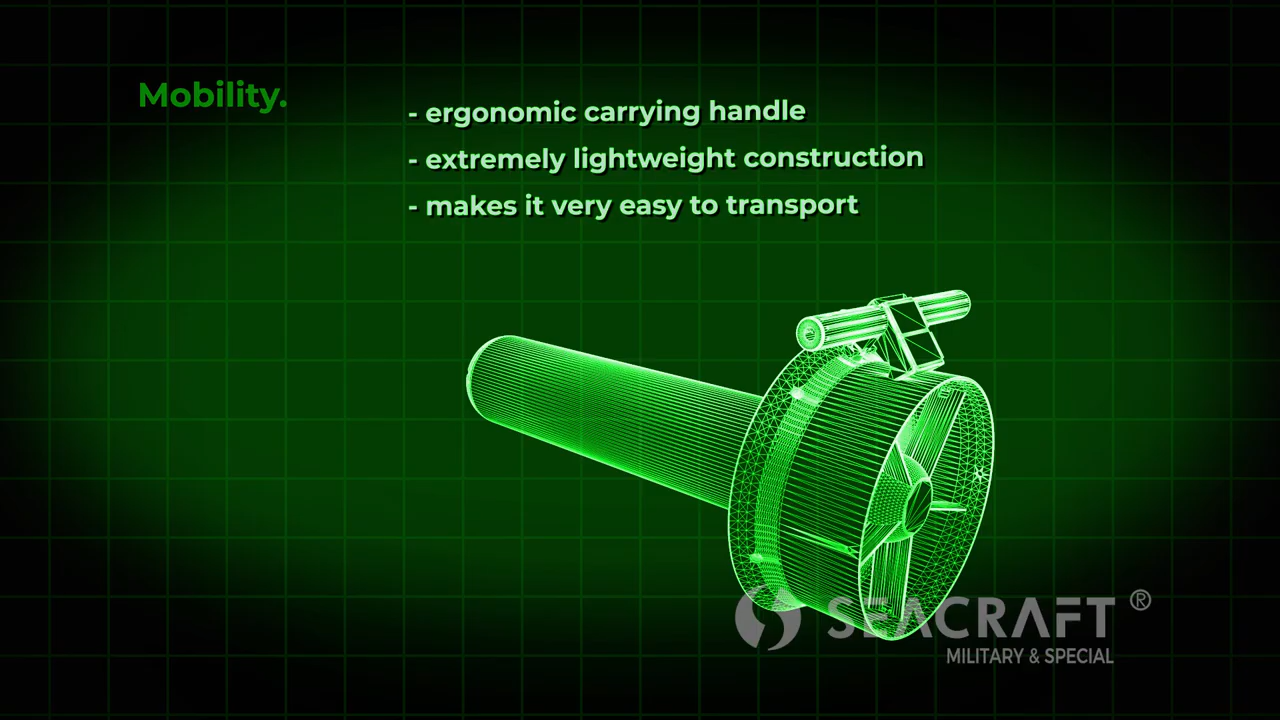 Mobility.
- ergonomic carrying handle
- extremely lightweight construction
- makes it very easy to transport
SEACRAFT ®
MILITARY & SPECIAL